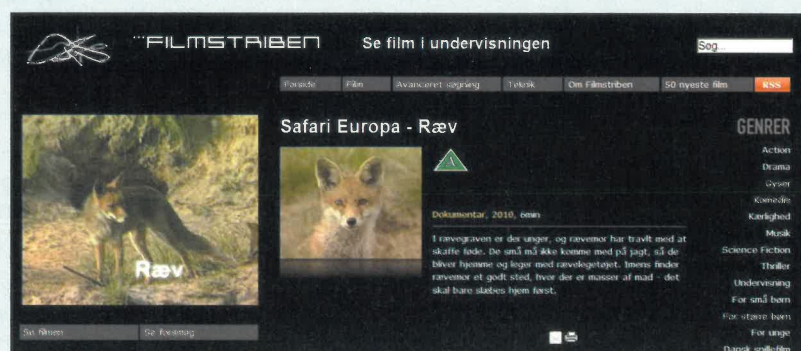 FILMSTRIBEN
Se film i undervisningen
Søg...
Forside Film Avanceret søgning Teknik Om Filmstriben 50 nyeste film RSS
Safari Europa - Ræv
Ræv
A
Dokumentar, 2010, 6min
I rævegraven er der unger, og rævemor har travlt med at
skaffe føde. De små må ikke komme med på jagt, så de
bliver hjemme og leger med rævelegetøjet. Imens finder
rævemor et godt sted, hvor der er masser af mad - det
skal bare slæbes hjem først.
Se filmen Se forsmag
GENRER
Action
Drama
Gyser
Komedie
Kærlighed
Musik
Science Fiction
Thriller
Undervisning
For små børn
For større børn
For unge
Dansk spillefilm